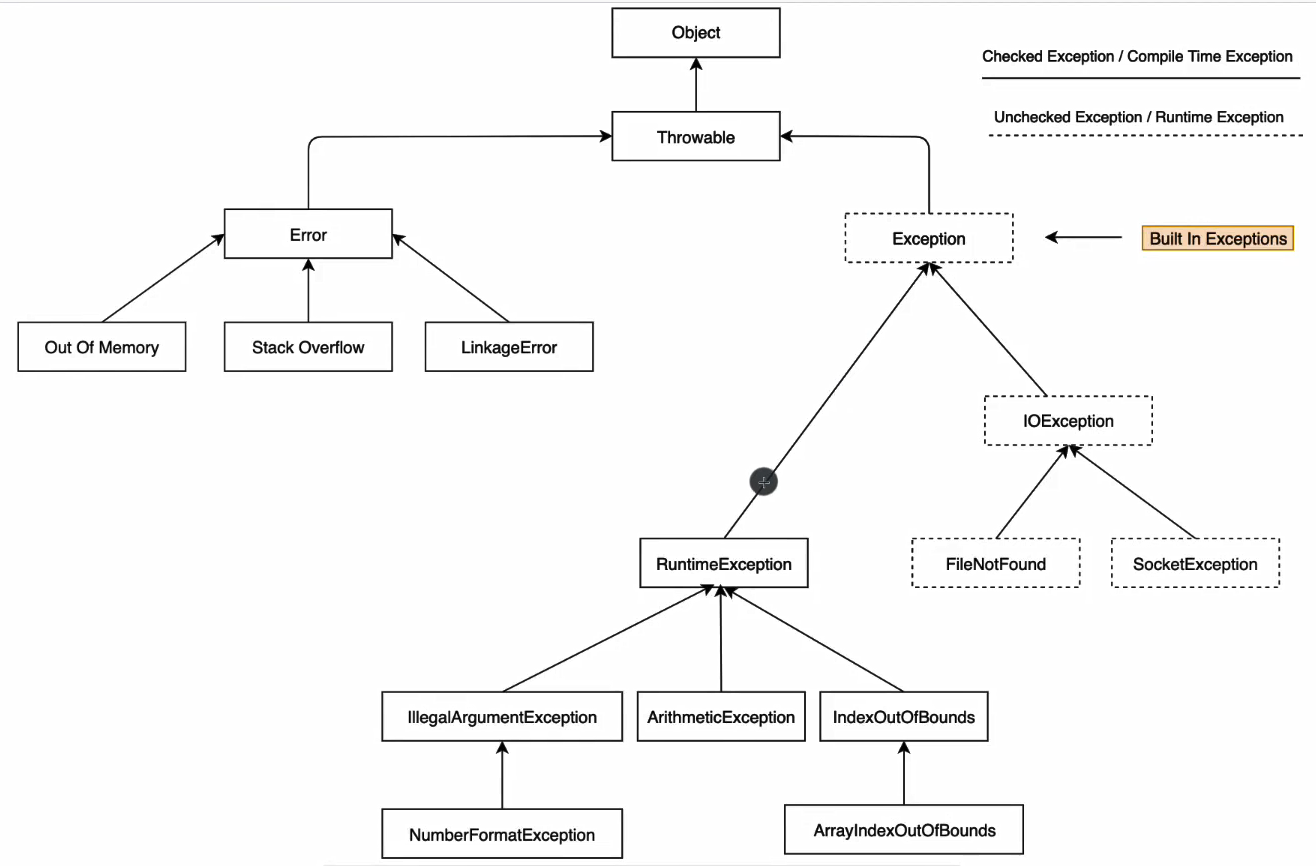 Object
Checked Exception / Compile Time Exception
Unchecked Exception / Runtime Exception
Throwable
Error
Exception
Built In Exceptions
Out Of Memory
Stack Overflow
LinkageError
IOException
RuntimeException
FileNotFound
SocketException
IllegalArgumentException
ArithmeticException
IndexOutOfBounds
NumberFormatException
ArrayIndexOutOfBounds